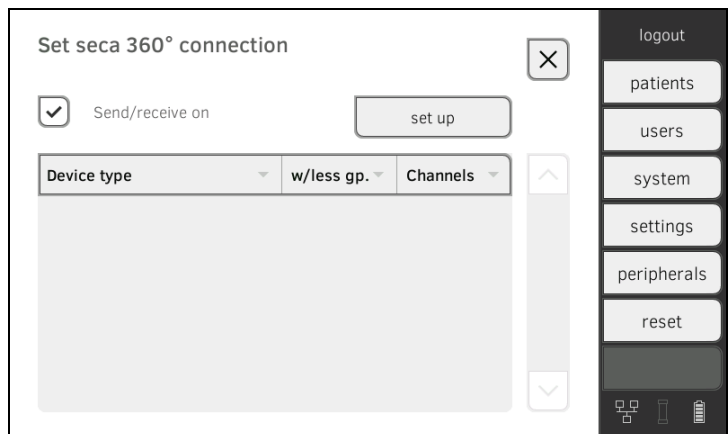 Set seca 360° connection
Send/receive on
set up
Device type
w/less gp.
Channels
logout
patients
users
system
settings
peripherals
reset